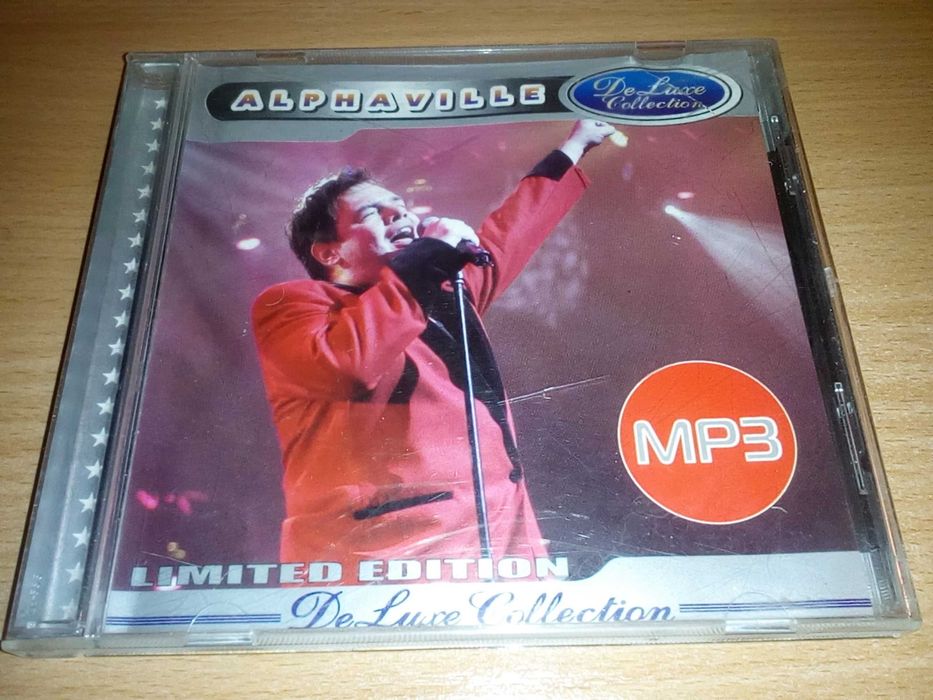 ALPHAVILLE
De Luxe
Collection
MP3
LIMITED EDITION
De Luxe Collection